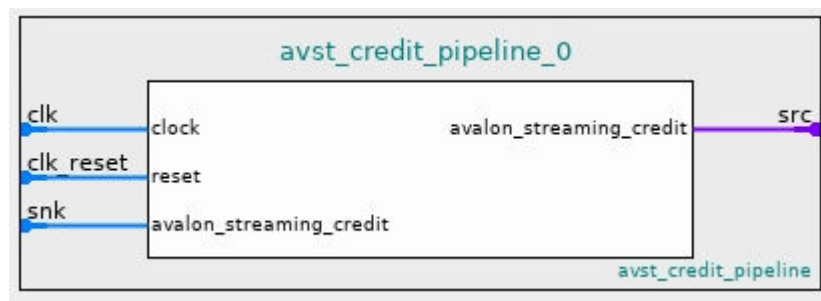 avst_credit_pipeline_0
clk
clock
avalon_streaming_credit
src
clk_reset
reset
snk
avalon_streaming_credit
avst_credit_pipeline